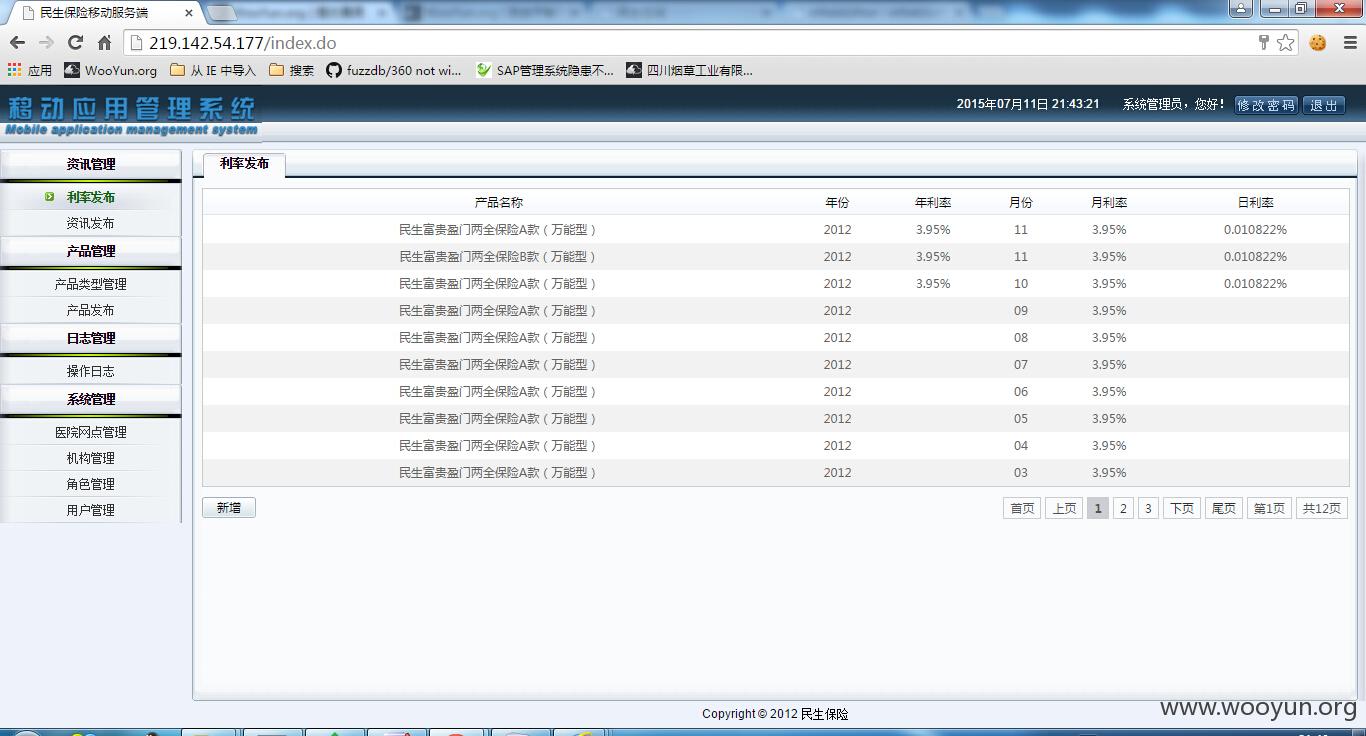 民生保险移动服务端
219.142.54.177/index.do
应用 WooYun.org 从 IE 中导入 搜索 fuzzdb/360 not wi... SAP管理系统隐患不... 四川烟草工业有限...
移动应用管理系统
Mobile application management system
2015年07月11日 21:43:21 系统管理员，您好！ 修改密码 退出
资讯管理
利率发布
资讯发布
产品管理
产品类型管理
产品发布
日志管理
操作日志
系统管理
医院网点管理
机构管理
角色管理
用户管理
利率发布
产品名称 年份 年利率 月份 月利率 日利率
民生富贵盈门两全保险A款（万能型） 2012 3.95% 11 3.95% 0.010822%
民生富贵盈门两全保险B款（万能型） 2012 3.95% 11 3.95% 0.010822%
民生富贵盈门两全保险A款（万能型） 2012 3.95% 10 3.95% 0.010822%
民生富贵盈门两全保险A款（万能型） 2012 09 3.95%
民生富贵盈门两全保险A款（万能型） 2012 08 3.95%
民生富贵盈门两全保险A款（万能型） 2012 07 3.95%
民生富贵盈门两全保险A款（万能型） 2012 06 3.95%
民生富贵盈门两全保险A款（万能型） 2012 05 3.95%
民生富贵盈门两全保险A款（万能型） 2012 04 3.95%
民生富贵盈门两全保险A款（万能型） 2012 03 3.95%
新增 首页 上页 1 2 3 下页 尾页 第1页 共12页
Copyright © 2012 民生保险
www.wooyun.org